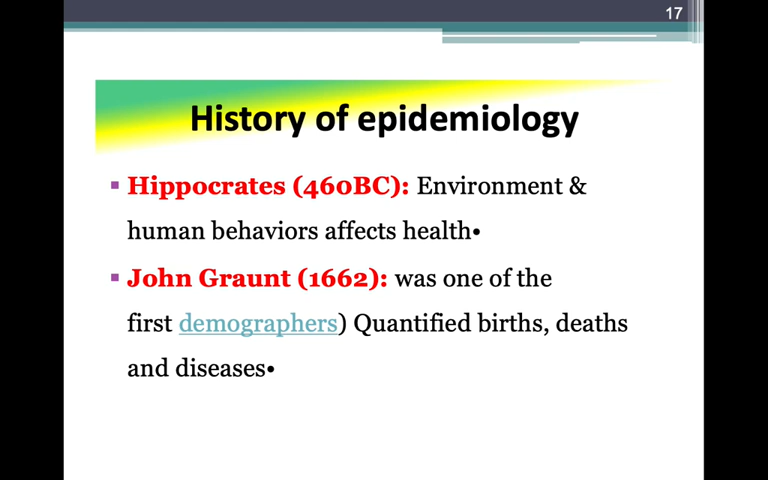 17
History of epidemiology
▪ Hippocrates (460BC): Environment &
human behaviors affects health•
▪ John Graunt (1662): was one of the
first demographers) Quantified births, deaths
and diseases•